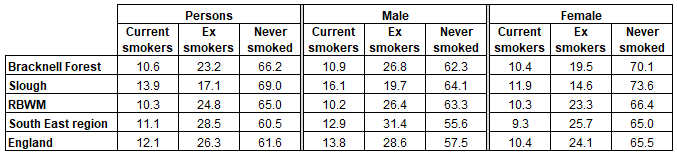 Persons Male Female
Current smokers Ex smokers Never smoked Current smokers Ex smokers Never smoked Current smokers Ex smokers Never smoked
Bracknell Forest 10.6 23.2 66.2 10.9 26.8 62.3 10.4 19.5 70.1
Slough 13.9 17.1 69.0 16.1 19.7 64.1 11.9 14.6 73.6
RBWM 10.3 24.8 65.0 10.2 26.4 63.3 10.3 23.3 66.4
South East region 11.1 28.5 60.5 12.9 31.4 55.6 9.3 25.7 65.0
England 12.1 26.3 61.6 13.8 28.6 57.5 10.4 24.1 65.5